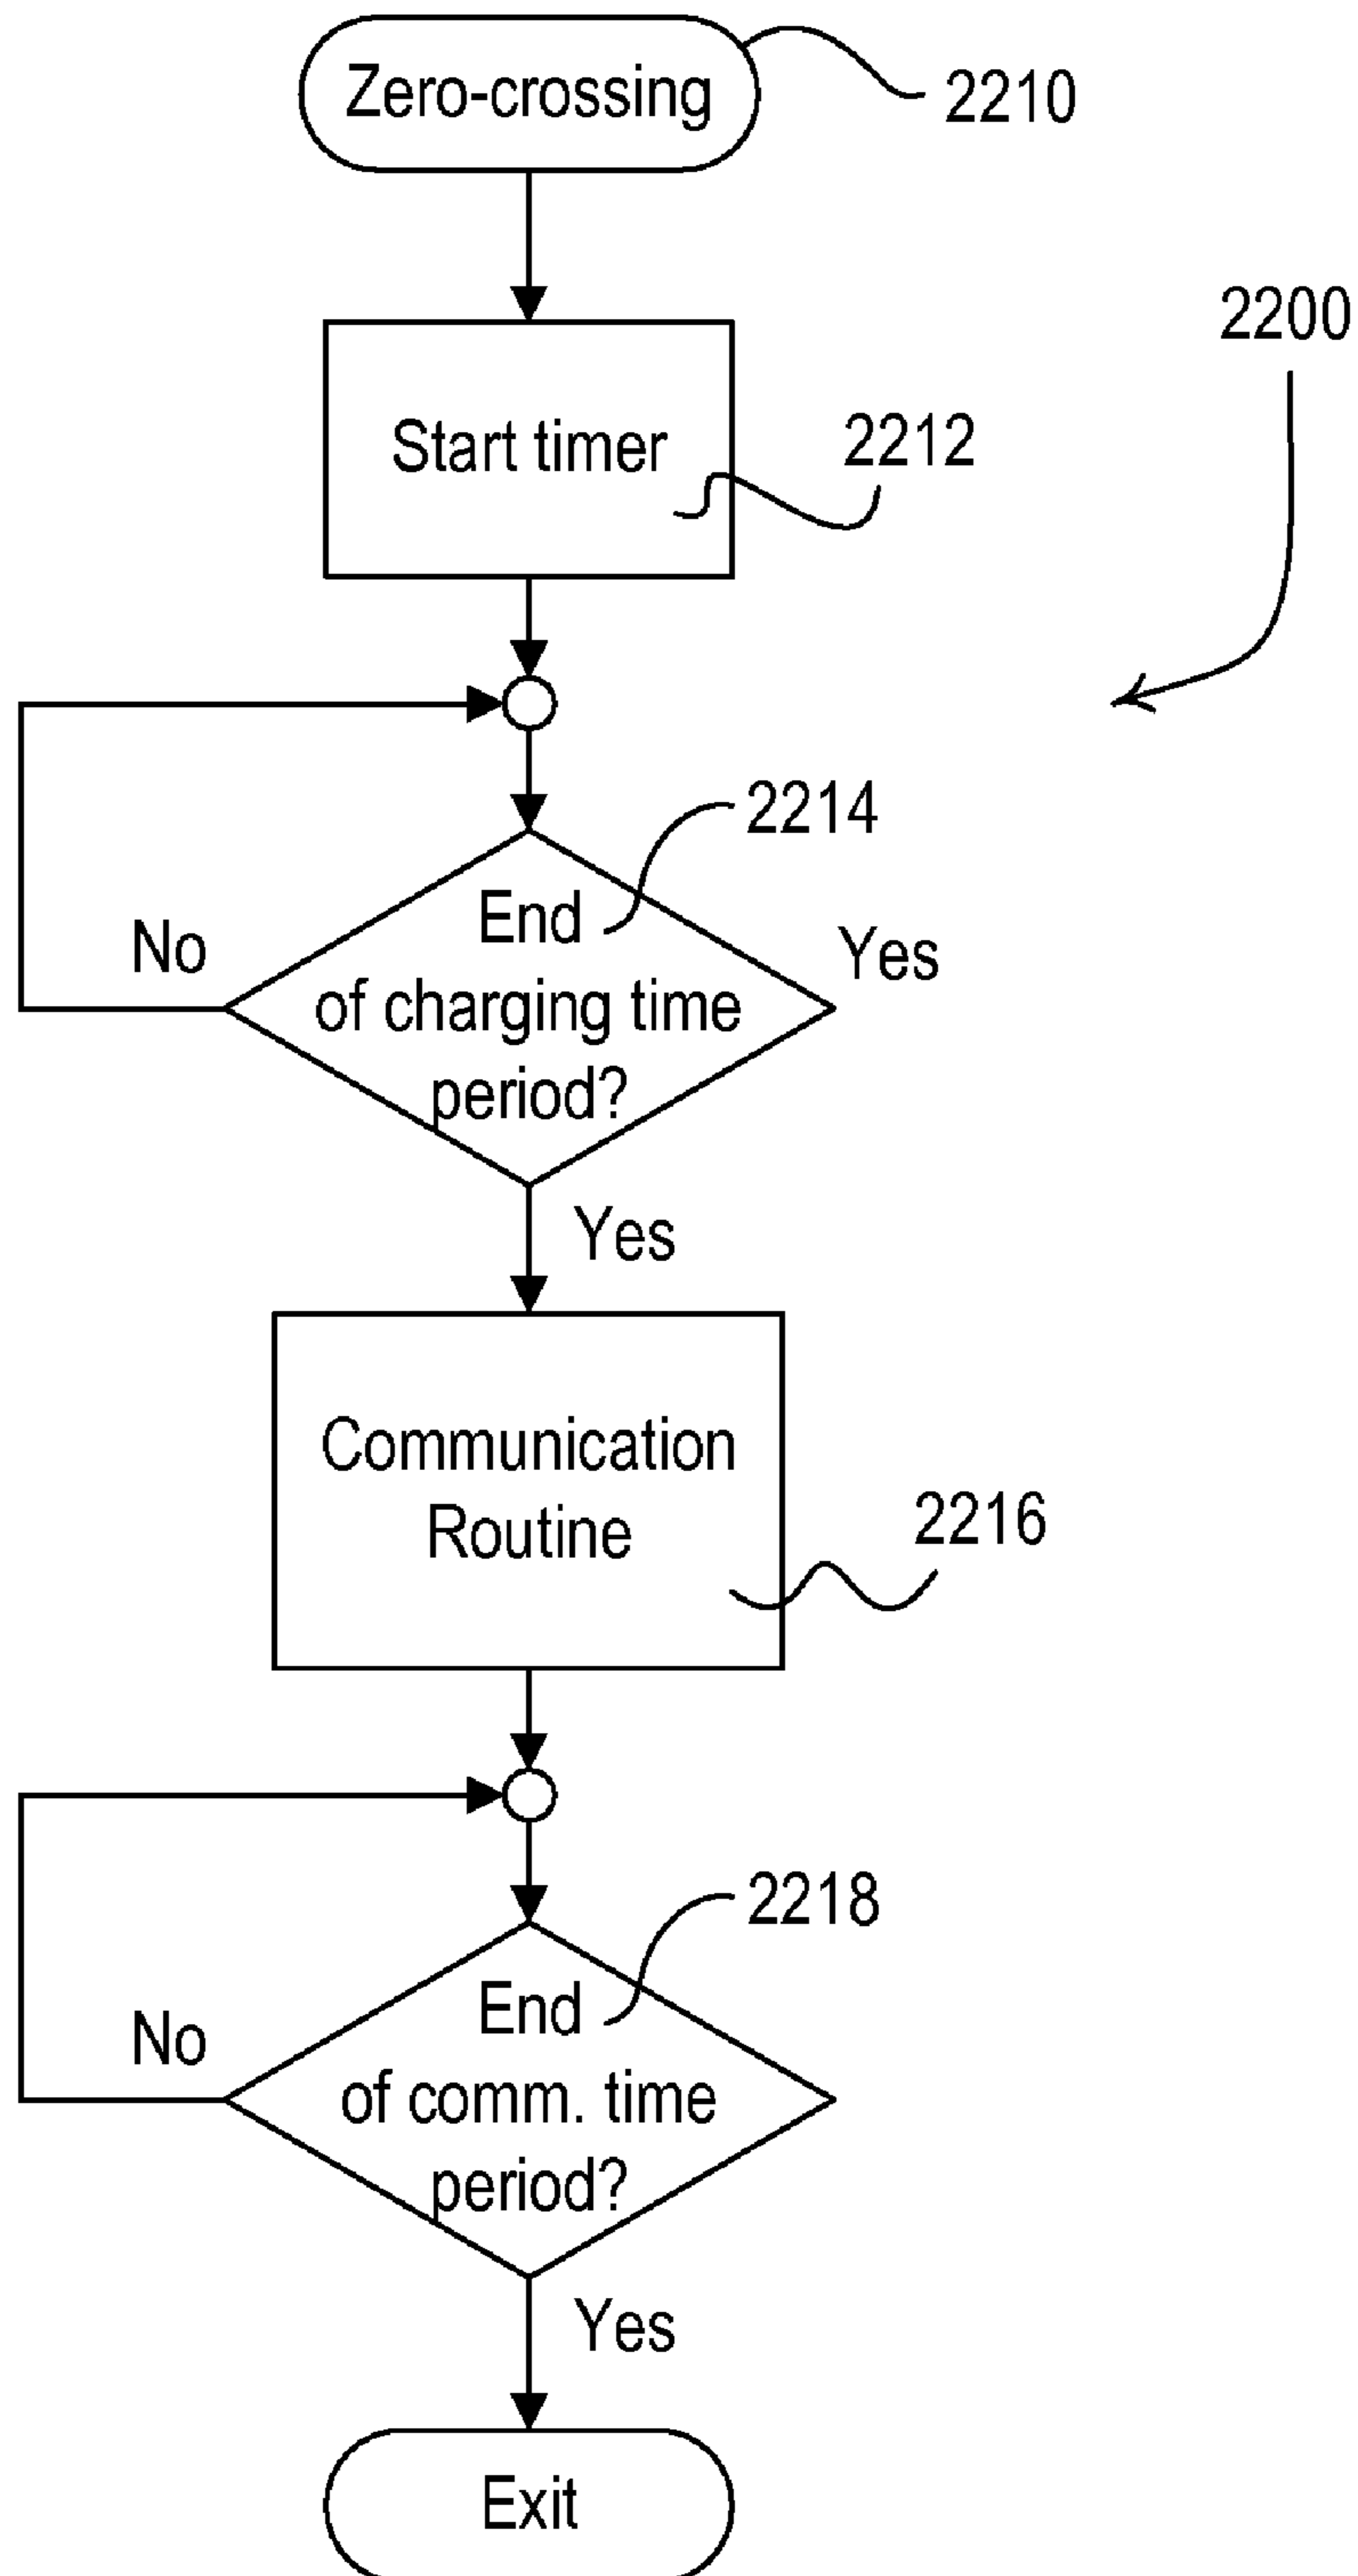 Zero-crossing
2210
2200
Start timer
2212
2214
End
of charging time
period?
No
Yes
Yes
Communication
Routine
2216
2218
End
of comm. time
period?
No
Yes
Exit